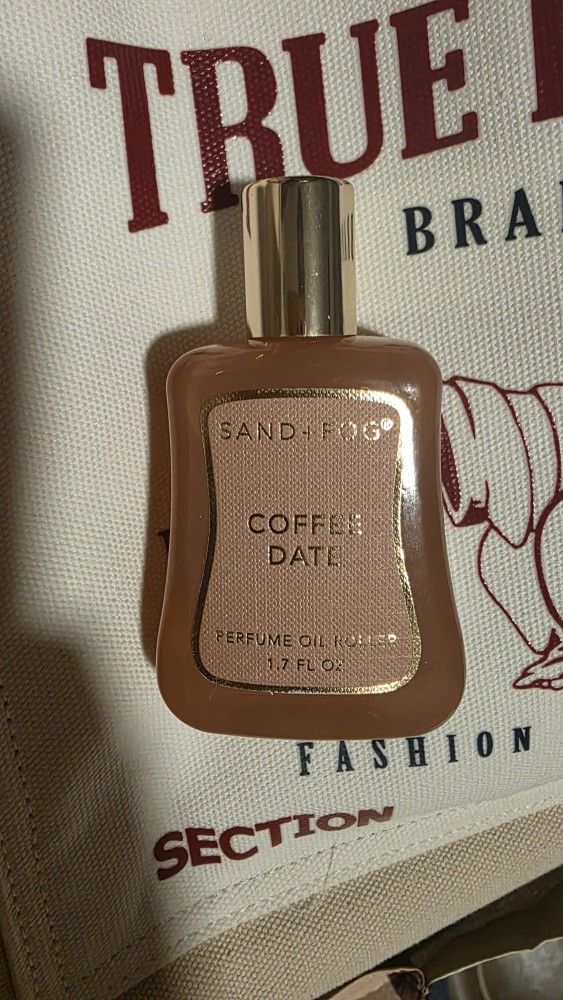 TRUE
BRA
SAND+FOG®
COFFEE
DATE
PERFUME OIL ROLLER
1.7 FL OZ
FASHION
SECTION